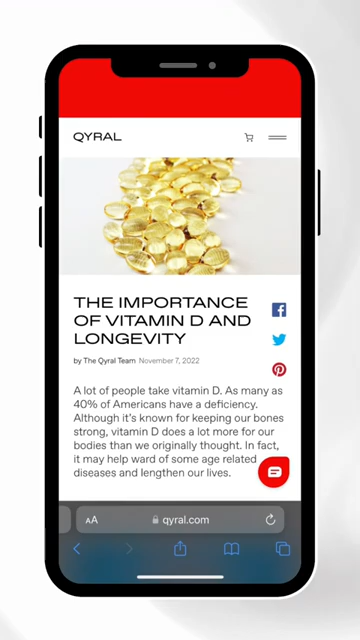 QYRAL
THE IMPORTANCE
OF VITAMIN D AND
LONGEVITY
by The Qyral Team November 7, 2022
A lot of people take vitamin D. As many as
40% of Americans have a deficiency.
Although it's known for keeping our bones
strong, vitamin D does a lot more for our
bodies than we originally thought. In fact,
it may help ward of some age related
diseases and lengthen our lives.
AA qyral.com